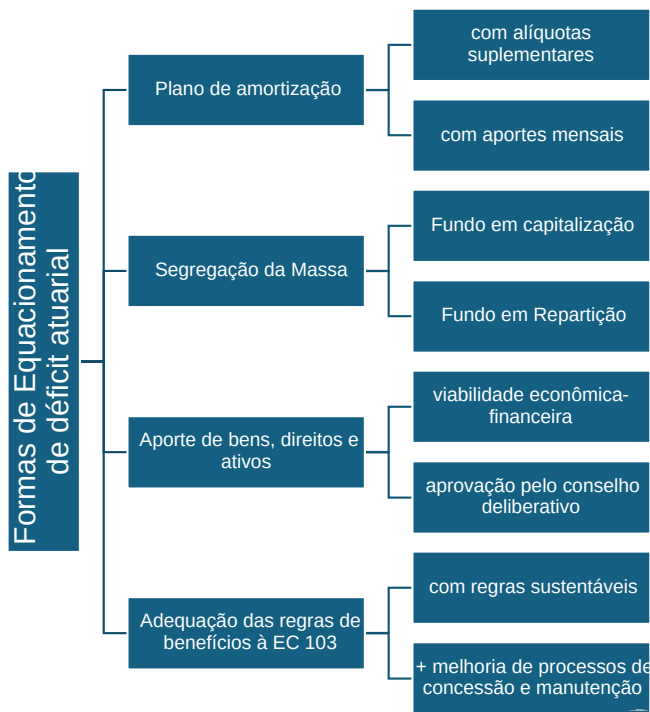 Formas de Equacionamento
de déficit atuarial
Plano de amortização
com alíquotas
suplementares
com aportes mensais
Segregação da Massa
Fundo em capitalização
Fundo em Repartição
Aporte de bens, direitos e
ativos
viabilidade econômica-
financeira
aprovação pelo conselho
deliberativo
Adequação das regras de
benefícios à EC 103
com regras sustentáveis
+ melhoria de processos de
concessão e manutenção